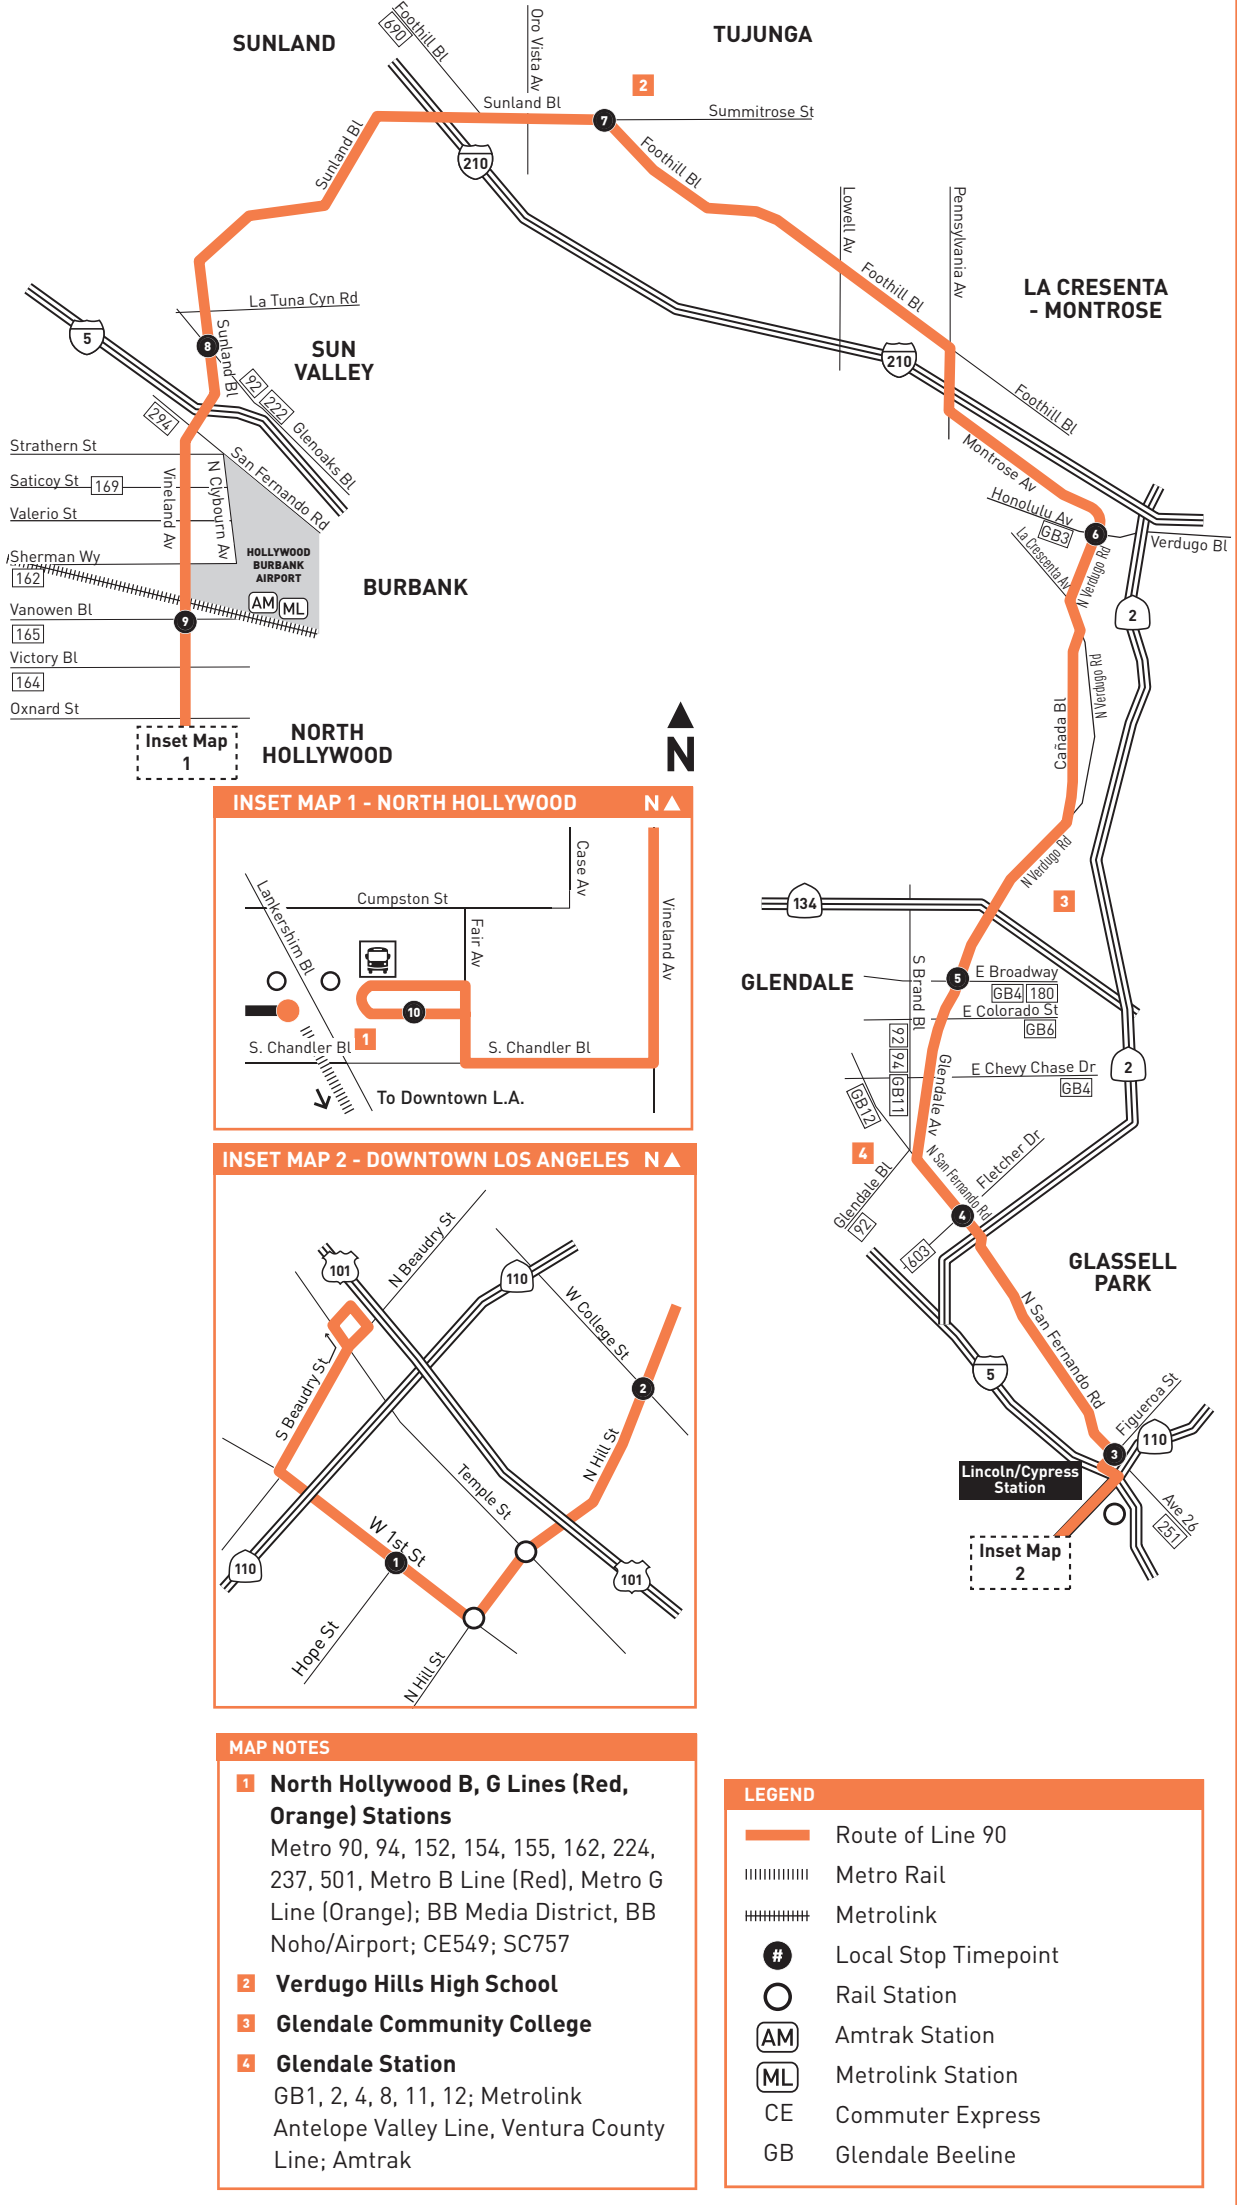 SUNLAND
TUJUNGA
Foothill Bl
690
Oro Vista Av
2
Sunland Bl
Summitrose St
7
Sunland Bl
Foothill Bl
210
Lowell Av
Pennsylvania Av
LA CRESENTA
- MONTROSE
Foothill Bl
La Tuna Cyn Rd
5
8
Sunland Bl
SUN
VALLEY
210
92
222
Glenoaks Bl
294
Foothill Bl
Strathern St
San Fernando Rd
Montrose Av
Saticoy St
169
Vineland Av
N Clybourn Av
Honolulu Av
GB3
Valerio St
6
Verdugo Bl
La Crescenta Av
N Verdugo Rd
Sherman Wy
162
HOLLYWOOD
BURBANK
AIRPORT
AM
ML
BURBANK
Vanowen Bl
9
165
2
Victory Bl
164
N Verdugo Rd
Oxnard St
Cañada Bl
Inset Map
1
NORTH
HOLLYWOOD
N
INSET MAP 1 - NORTH HOLLYWOOD
N
Case Av
Lankershim Bl
Cumpston St
Fair Av
Vineland Av
10
1
S. Chandler Bl
S. Chandler Bl
To Downtown L.A.
N Verdugo Rd
3
134
GLENDALE
S Brand Bl
5
E Broadway
GB4
180
E Colorado St
GB6
92
94
GB11
Glendale Av
E Chevy Chase Dr
GB4
2
GB12
4
Glendale Bl
92
N San Fernando Rd
Fletcher Dr
4
603
GLASSELL
PARK
N San Fernando Rd
5
Figueroa St
110
3
Lincoln/Cypress
Station
Ave 26
251
Inset Map
2
INSET MAP 2 - DOWNTOWN LOS ANGELES
N
101
N Beaudry St
110
W College St
S Beaudry St
2
N Hill St
Temple St
W 1st St
1
110
101
Hope St
N Hill St
MAP NOTES
1
North Hollywood B, G Lines (Red,
Orange) Stations
Metro 90, 94, 152, 154, 155, 162, 224,
237, 501, Metro B Line (Red), Metro G
Line (Orange); BB Media District, BB
Noho/Airport; CE549; SC757
2
Verdugo Hills High School
3
Glendale Community College
4
Glendale Station
GB1, 2, 4, 8, 11, 12; Metrolink
Antelope Valley Line, Ventura County
Line; Amtrak
LEGEND
Route of Line 90
Metro Rail
Metrolink
# Local Stop Timepoint
Rail Station
AM Amtrak Station
ML Metrolink Station
CE Commuter Express
GB Glendale Beeline